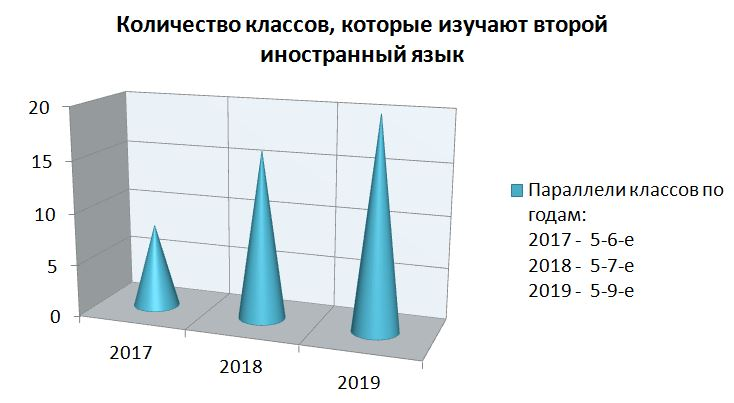 Количество классов, которые изучают второй
иностранный язык
20
15
10
5
0
2017
2018
2019
Параллели классов по
годам:
2017 - 5-6-е
2018 - 5-7-е
2019 - 5-9-е